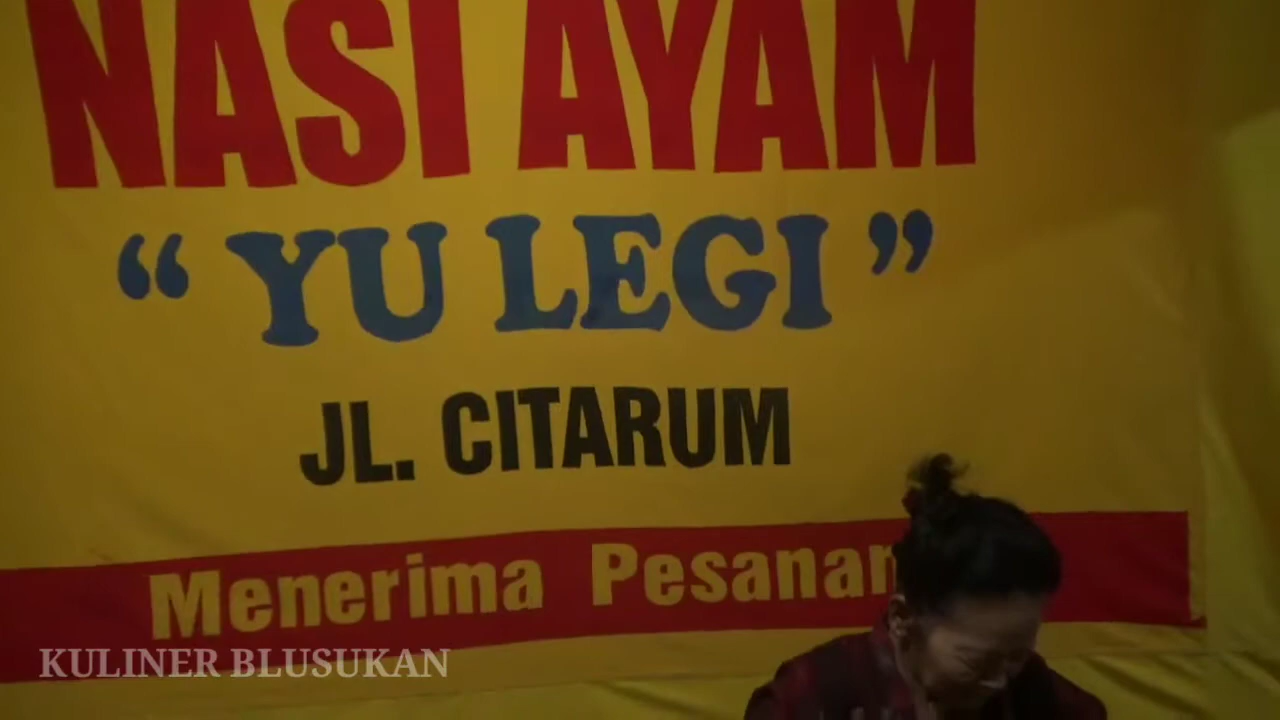 NASI AYAM
“ YU LEGI ”
JL. CITARUM
Menerima Pesanan
KULINER BLUSUKAN